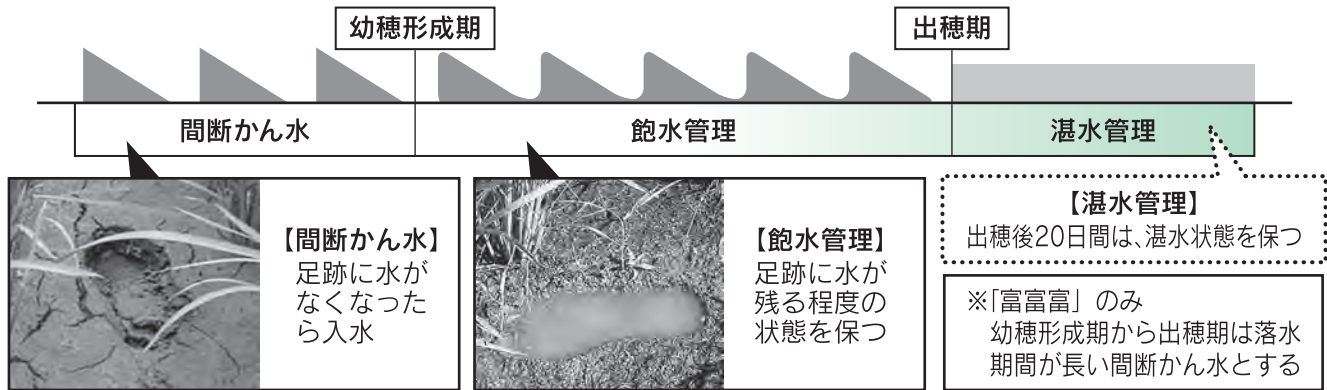 幼穂形成期
出穂期
間断かん水
飽水管理
湛水管理
【間断かん水】
足跡に水が
なくなった
ら入水
【飽水管理】
足跡に水が
残る程度の
状態を保つ
【湛水管理】
出穂後20日間は、湛水状態を保つ
※「富富富」のみ
幼穂形成期から出穂期は落水
期間が長い間断かん水とする